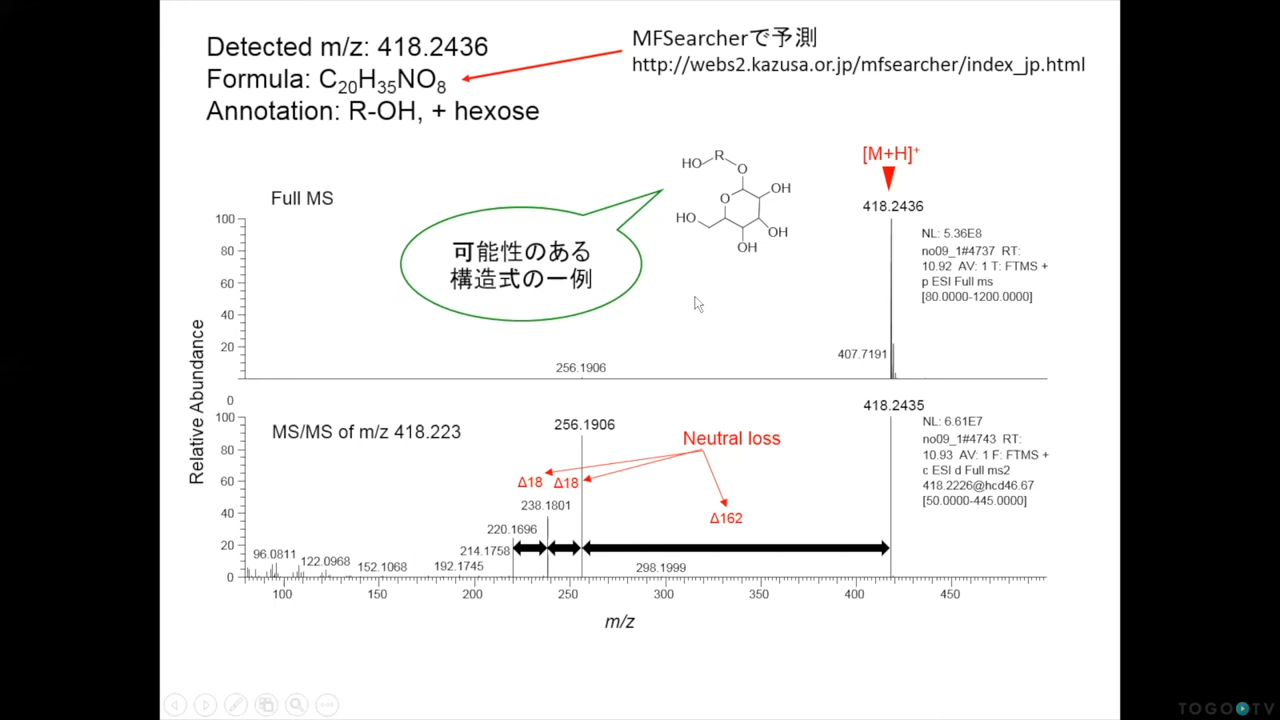 Detected m/z: 418.2436
Formula: C20H35NO8
Annotation: R-OH, + hexose
MFSearcherで予測
http://webs2.kazusa.or.jp/mfsearcher/index_jp.html
Full MS
可能性のある
構造式の一例
HO
R
O
O
OH
HO
OH
OH
[M+H]+
418.2436
NL: 5.36E8
no09_1#4737 RT:
10.92 AV: 1 T: FTMS +
p ESI Full ms
[80.0000-1200.0000]
100
80
60
40
20
0
407.7191
256.1906
Relative Abundance
MS/MS of m/z 418.223
418.2435
NL: 6.61E7
no09_1#4743 RT:
10.93 AV: 1 F: FTMS +
c ESI d Full ms2
418.2226@hcd46.67
[50.0000-445.0000]
256.1906
Neutral loss
Δ18 Δ18
Δ162
238.1801
220.1696
214.1758
96.0811
122.0968
152.1068
192.1745
298.1999
100
80
60
40
20
0
100 150 200 250 300 350 400 450
m/z
TOGO TV